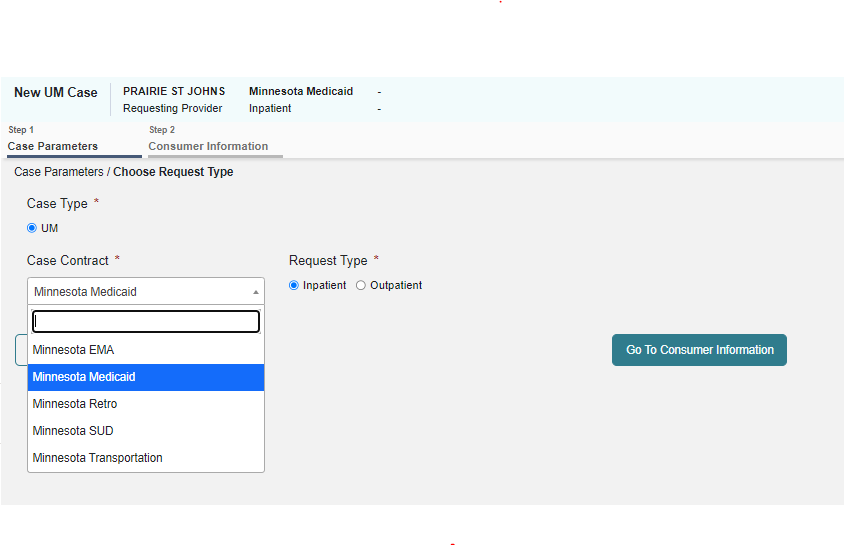 New UM Case
PRAIRIE ST JOHNS
Requesting Provider
Minnesota Medicaid
Inpatient
-
-
Step 1
Case Parameters
Step 2
Consumer Information
Case Parameters / Choose Request Type
Case Type *
UM
Case Contract *
Minnesota Medicaid
Request Type *
Inpatient
Outpatient
Minnesota EMA
Minnesota Medicaid
Minnesota Retro
Minnesota SUD
Minnesota Transportation
Go To Consumer Information